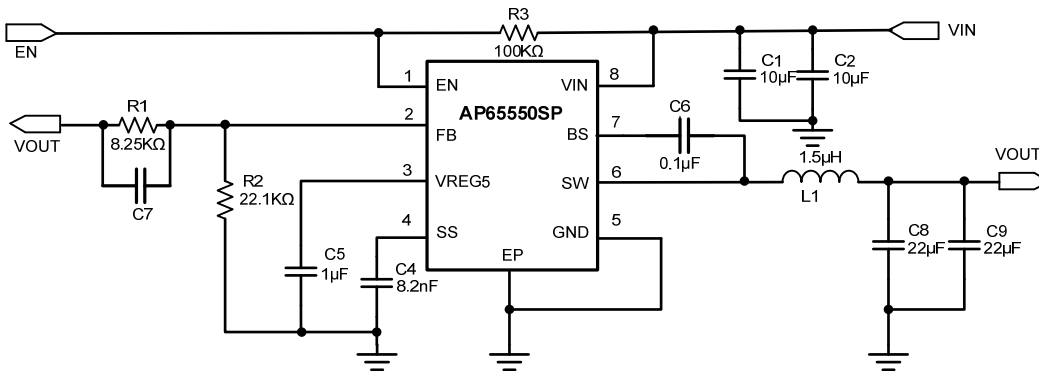 R3
EN
100KΩ
VIN
C1
10µF
C2
10µF
1
EN
VIN
8
AP65550SP
R1
VOUT
8.25KΩ
C7
2
FB
BS
7
C6
0.1µF
R2
22.1KΩ
3
VREG5
SW
6
1.5µH
L1
VOUT
4
SS
GND
5
EP
C5
1µF
C4
8.2nF
C8
22µF
C9
22µF